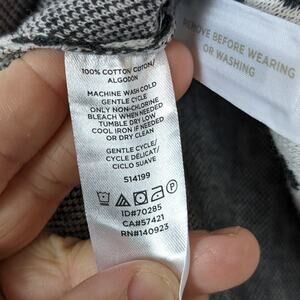 100% COTTON COTON/
ALGODON
MACHINE WASH COLD
GENTLE CYCLE
ONLY NON-CHLORINE
BLEACH WHEN NEEDED
TUMBLE DRY LOW
COOL IRON IF NEEDED
OR DRY CLEAN
GENTLE CYCLE/
CYCLE DÉLICAT/
CICLO SUAVE
514199
ID#70285
CA#57421
RN#140923
REMOVE BEFORE WEARING
OR WASHING